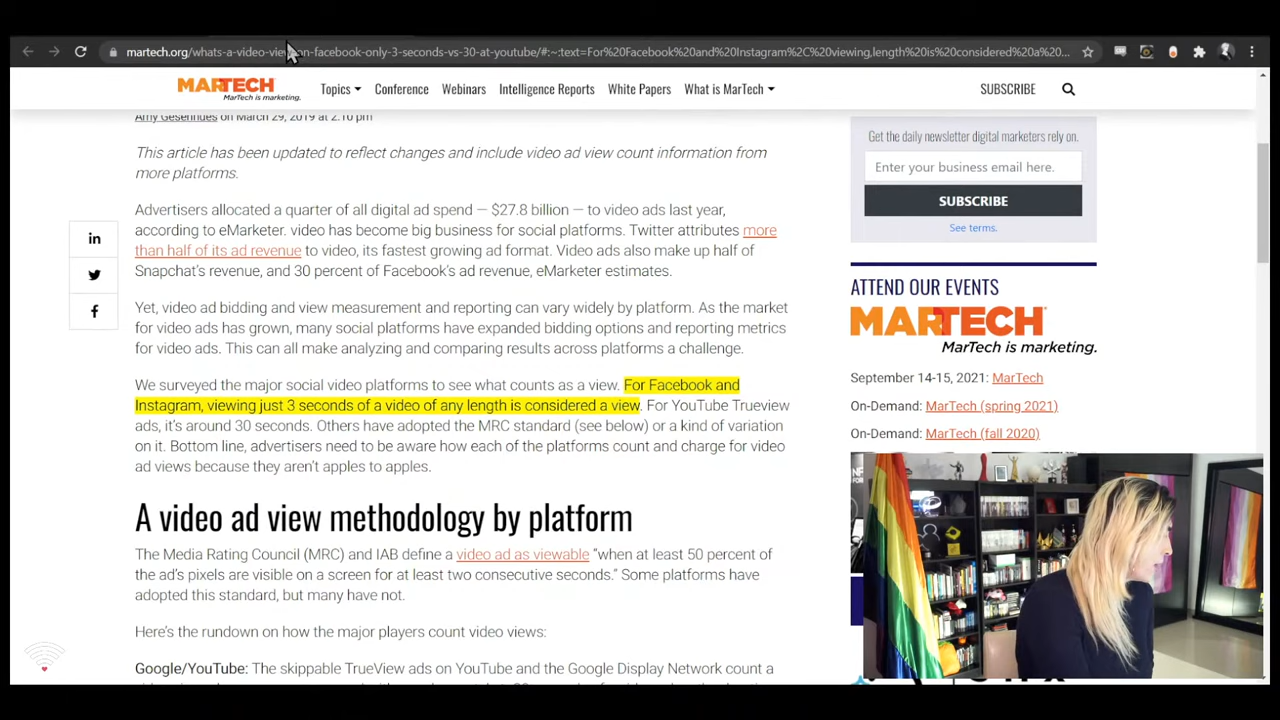 martech.org/whats-a-video-view-on-facebook-only-3-seconds-vs-30-at-youtube/#:~:text=For%20Facebook%20and%20Instagram%2C%20viewing,length%20is%20considered%20a%20...
MARTECH
MarTech is marketing.
Topics
Conference
Webinars
Intelligence Reports
White Papers
What is MarTech
SUBSCRIBE
Amy Gesenhues on March 29, 2019 at 2:10 pm
This article has been updated to reflect changes and include video ad view count information from
more platforms.
Advertisers allocated a quarter of all digital ad spend — $27.8 billion — to video ads last year,
according to eMarketer. video has become big business for social platforms. Twitter attributes more
than half of its ad revenue to video, its fastest growing ad format. Video ads also make up half of
Snapchat's revenue, and 30 percent of Facebook's ad revenue, eMarketer estimates.
Yet, video ad bidding and view measurement and reporting can vary widely by platform. As the market
for video ads has grown, many social platforms have expanded bidding options and reporting metrics
for video ads. This can all make analyzing and comparing results across platforms a challenge.
We surveyed the major social video platforms to see what counts as a view. For Facebook and
Instagram, viewing just 3 seconds of a video of any length is considered a view. For YouTube Trueview
ads, it's around 30 seconds. Others have adopted the MRC standard (see below) or a kind of variation
on it. Bottom line, advertisers need to be aware how each of the platforms count and charge for video
ad views because they aren't apples to apples.
A video ad view methodology by platform
The Media Rating Council (MRC) and IAB define a video ad as viewable "when at least 50 percent of
the ad's pixels are visible on a screen for at least two consecutive seconds." Some platforms have
adopted this standard, but many have not.
Here's the rundown on how the major players count video views:
Google/YouTube: The skippable TrueView ads on YouTube and the Google Display Network count a
Get the daily newsletter digital marketers rely on.
Enter your business email here.
SUBSCRIBE
See terms.
ATTEND OUR EVENTS
MARTECH
MarTech is marketing.
September 14-15, 2021: MarTech
On-Demand: MarTech (spring 2021)
On-Demand: MarTech (fall 2020)